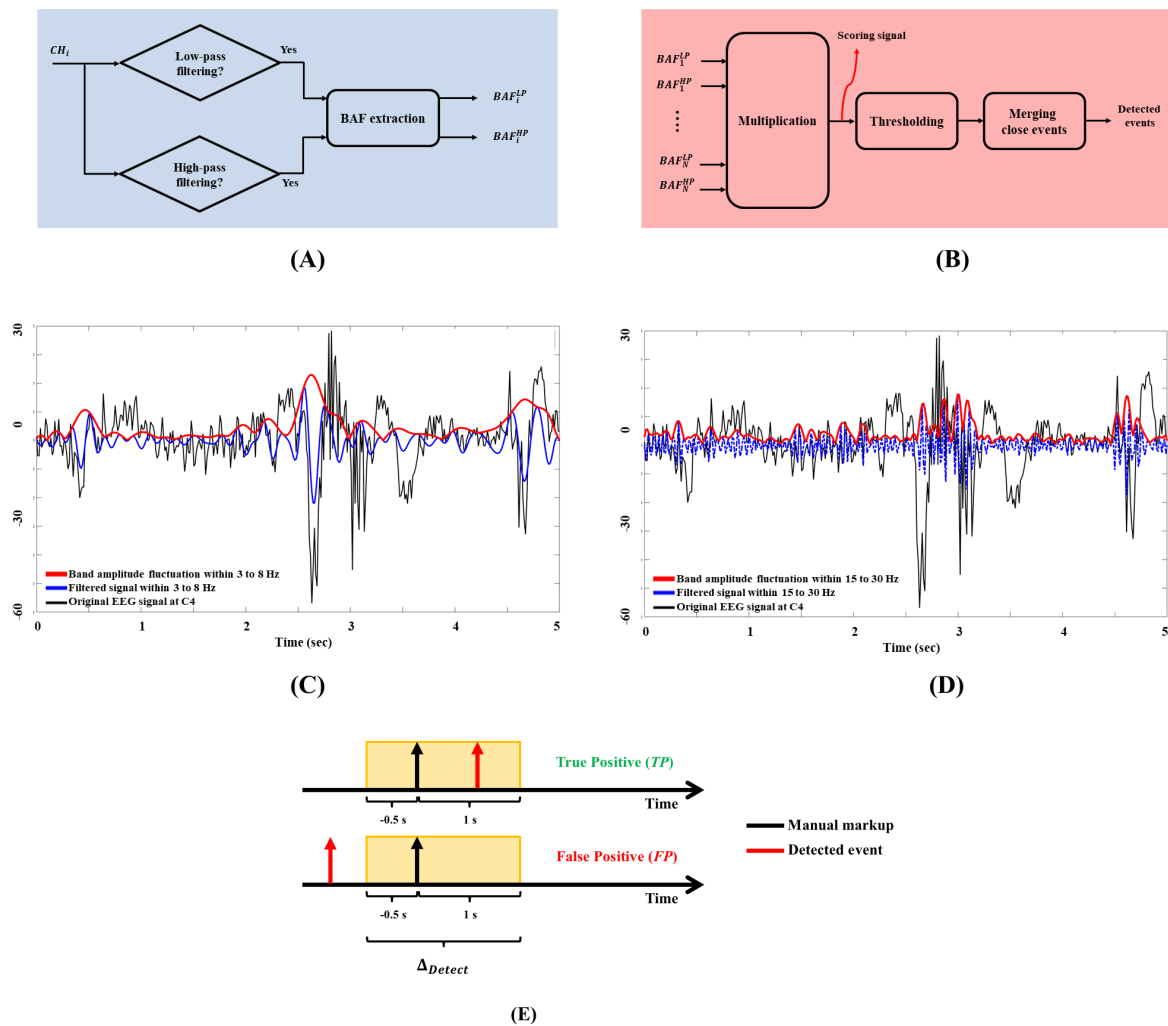 CH_i
Low-pass
filtering?
Yes
High-pass
filtering?
Yes
BAF extraction
BAF_i^LP
BAF_i^HP
(A)
Scoring signal
BAF_1^LP
BAF_1^HP
....
BAF_N^LP
BAF_N^HP
Multiplication
Thresholding
Merging
close events
Detected
events
(B)
30
0
-30
-60
Band amplitude fluctuation within 3 to 8 Hz
Filtered signal within 3 to 8 Hz
Original EEG signal at C4
0 1 2 3 4 5
Time (sec)
(C)
30
0
-30
-60
Band amplitude fluctuation within 15 to 30 Hz
Filtered signal within 15 to 30 Hz
Original EEG signal at C4
0 1 2 3 4 5
Time (sec)
(D)
True Positive (TP)
Time
-0.5 s 1 s
False Positive (FP)
Time
-0.5 s 1 s
Δ_Detect
Manual markup
Detected event
(E)